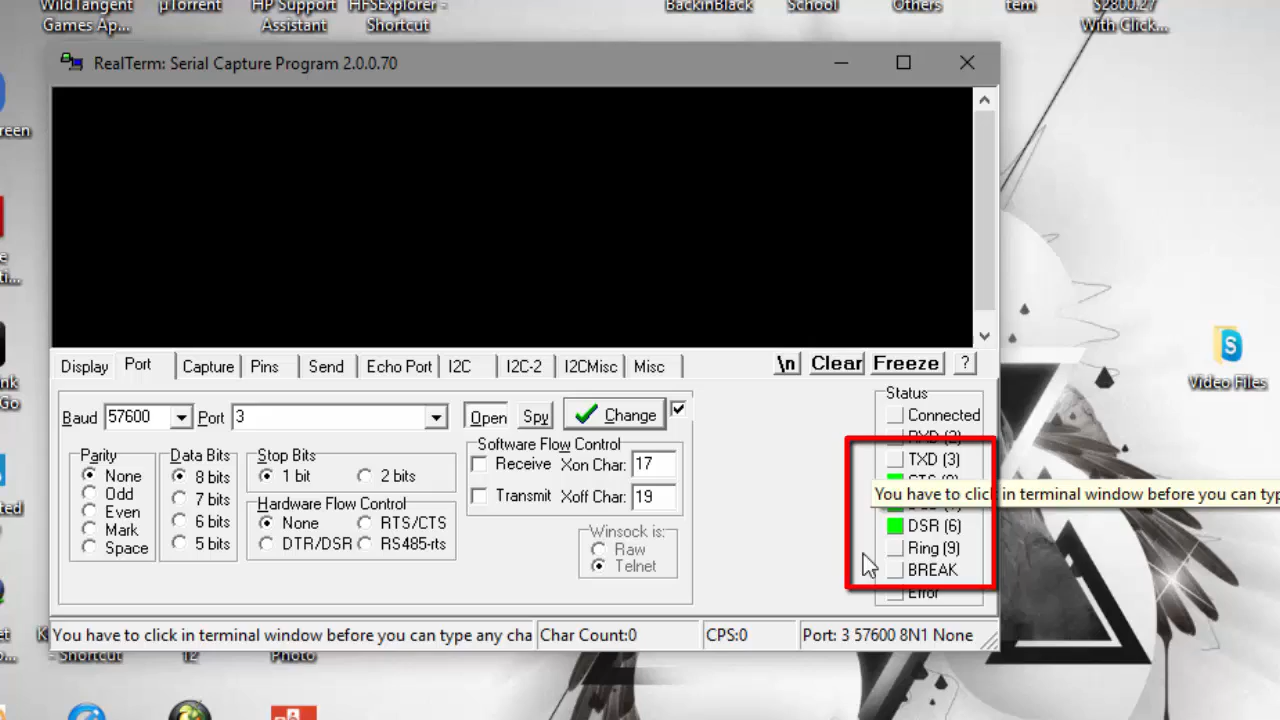 WildTangent
Games Ap...
µTorrent
HP Support
Assistant
HFSExplorer -
Shortcut
BackinBlack
School
Others
tem
S2800.27
With Click...
RealTerm: Serial Capture Program 2.0.0.70
reen
Display Port Capture Pins Send Echo Port I2C I2C-2 I2CMisc Misc \n Clear Freeze ?
Video Files
Baud 57600 Port 3 Open Spy Change
Parity
None
Odd
Even
Mark
Space
Data Bits
8 bits
7 bits
6 bits
5 bits
Stop Bits
1 bit 2 bits
Hardware Flow Control
None RTS/CTS
DTR/DSR RS485-rts
Software Flow Control
Receive Xon Char: 17
Transmit Xoff Char: 19
Winsock is:
Raw
Telnet
Status
Connected
RXD (2)
TXD (3)
You have to click in terminal window before you can typ
DSR (6)
Ring (9)
BREAK
Error
You have to click in terminal window before you can type any cha Char Count:0 CPS:0 Port: 3 57600 8N1 None
- Shortcut
12
Photo